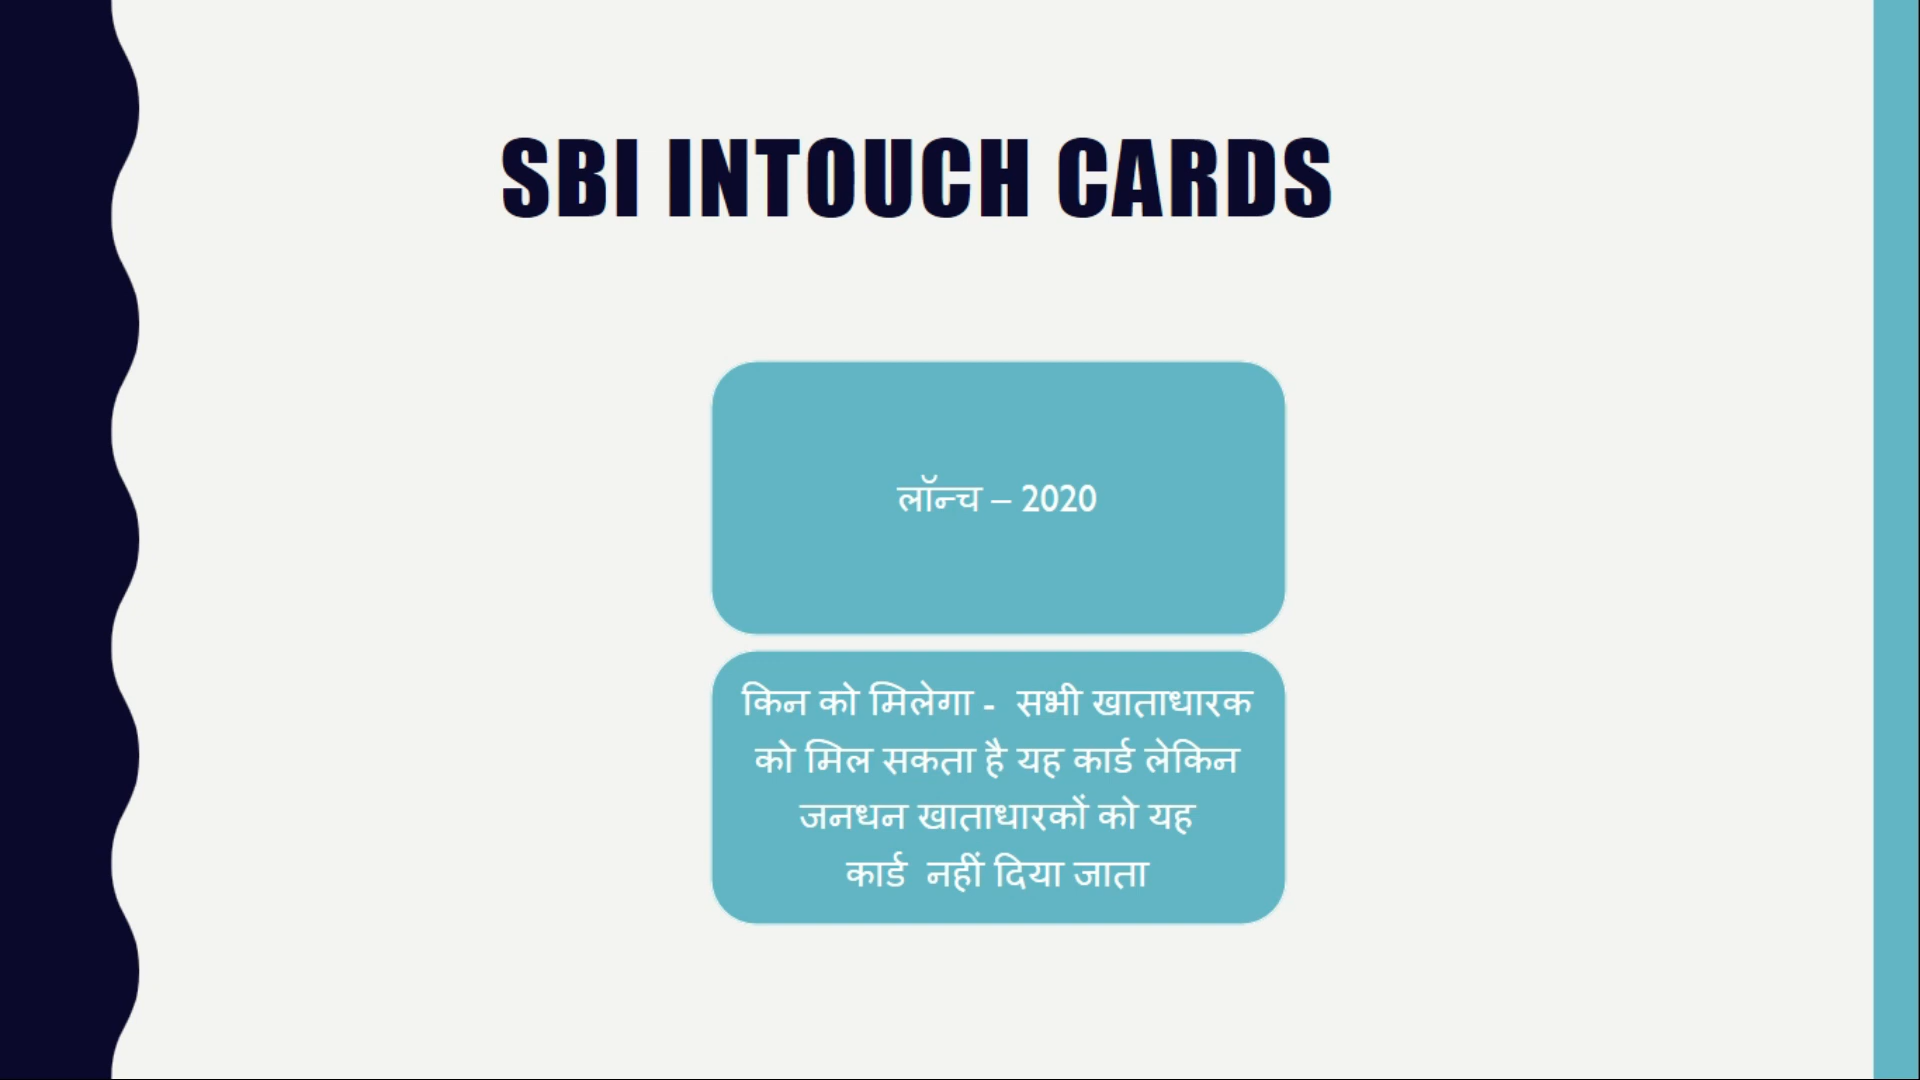 SBI INTOUCH CARDS
लॉन्च – 2020
किन को मिलेगा -  सभी खाताधारक
को मिल सकता है यह कार्ड लेकिन
जनधन खाताधारकों को यह
कार्ड  नहीं दिया जाता